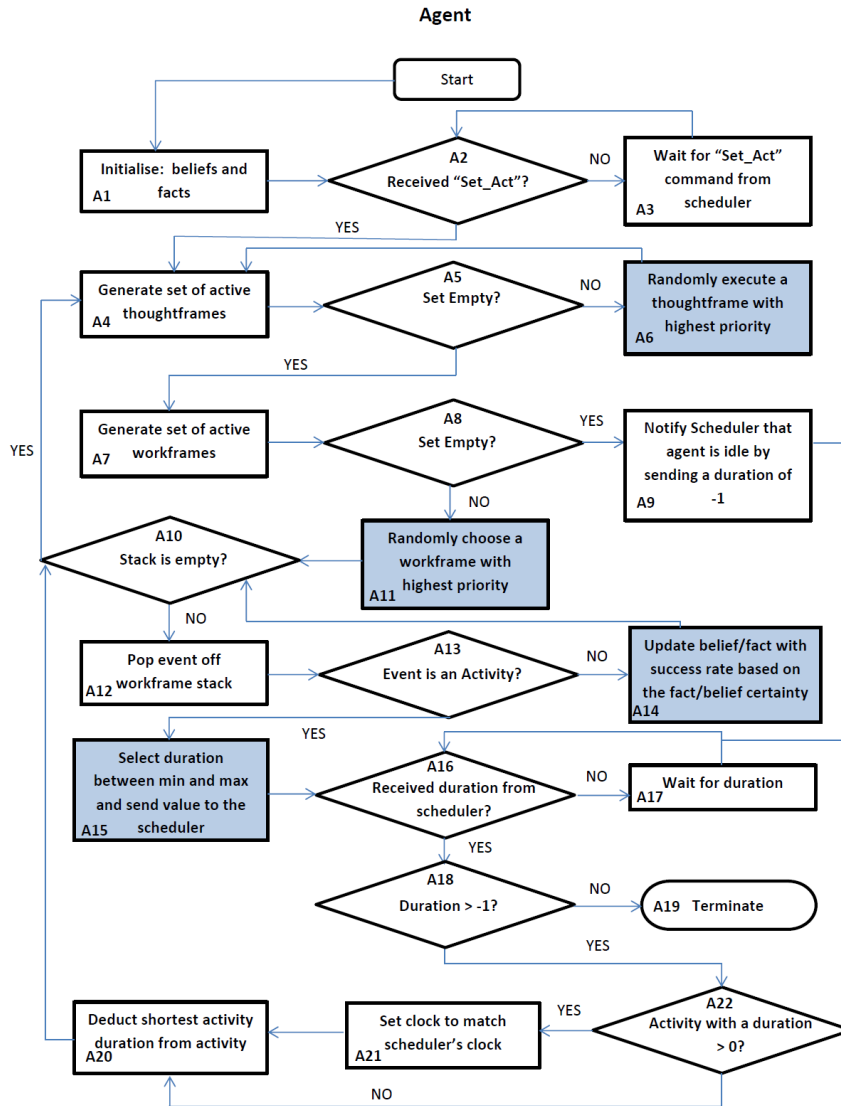 Agent
Start
A1
Initialise:  beliefs and
facts
A2
Received “Set_Act”?
NO
Wait for “Set_Act”
command from
scheduler
A3
YES
Generate set of active
thoughtframes
A4
A5
Set Empty?
NO
Randomly execute a
thoughtframe with
highest priority
A6
YES
Generate set of active
workframes
A7
A8
Set Empty?
YES
Notify Scheduler that
agent is idle by
sending a duration of
-1
A9
YES
NO
A10
Stack is empty?
Randomly choose a
workframe with
highest priority
A11
NO
Pop event off
workframe stack
A12
A13
Event is an Activity?
NO
Update belief/fact with
success rate based on
the fact/belief certainty
A14
YES
Select duration
between min and max
and send value to the
scheduler
A15
A16
Received duration from
scheduler?
NO
Wait for duration
A17
YES
A18
Duration > -1?
NO
A19 Terminate
YES
A22
Activity with a duration
> 0?
YES
Set clock to match
scheduler’s clock
A21
Deduct shortest activity
duration from activity
A20
NO